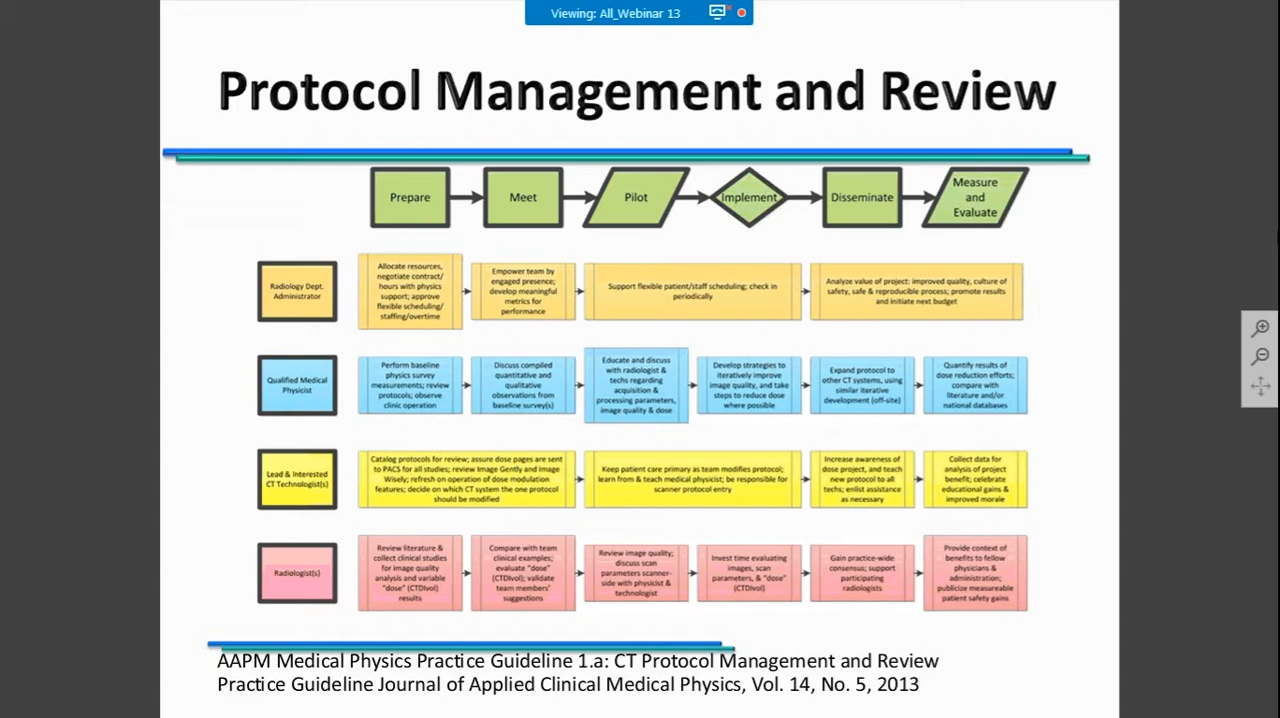 Viewing: All_Webinar 13
Protocol Management and Review
Prepare
Meet
Pilot
Implement
Disseminate
Measure
and
Evaluate
Radiology Dept.
Administrator
Allocate resources,
negotiate contract/
hours with physics
support; approve
flexible scheduling/
staffing/overtime
Empower team by
engaged presence;
develop meaningful
metrics for
performance
Support flexible patient/staff scheduling; check in
periodically
Analyze value of project: improved quality, culture of
safety, safe & reproducible process; promote results
and initiate next budget
Qualified Medical
Physicist
Perform baseline
physics survey
measurements; review
protocols; observe
clinic operation
Discuss compiled
quantitative and
qualitative
observations from
baseline survey(s)
Educate and discuss
with radiologist &
techs regarding
acquisition &
processing parameters,
image quality & dose
Develop strategies to
iteratively improve
image quality, and take
steps to reduce dose
where possible
Expand protocol to
other CT systems, using
similar iterative
development (off-site)
Quantify results of
dose reduction efforts;
compare with
literature and/or
national databases
Lead & Interested
CT Technologist(s)
Catalog protocols for review; assure dose pages are sent
to PACS for all studies; review Image Gently and Image
Wisely; refresh on operation of dose modulation
features; decide on which CT system the one protocol
should be modified
Keep patient care primary as team modifies protocol;
learn from & teach medical physicist; be responsible for
scanner protocol entry
Increase awareness of
dose project, and teach
new protocol to all
techs; enlist assistance
as necessary
Collect data for
analysis of project
benefit; celebrate
educational gains &
improved morale
Radiologist(s)
Review literature &
collect clinical studies
for image quality
analysis and variable
"dose" (CTDIvol)
results
Compare with team
clinical examples;
evaluate "dose"
(CTDIvol); validate
team members'
suggestions
Review image quality;
discuss scan
parameters scanner-
side with physicist &
technologist
Invest time evaluating
images, scan
parameters, & "dose"
(CTDIvol)
Gain practice-wide
consensus; support
participating
radiologists
Provide context of
benefits to fellow
physicians &
administration;
publicize measureable
patient safety gains
AAPM Medical Physics Practice Guideline 1.a: CT Protocol Management and Review
Practice Guideline Journal of Applied Clinical Medical Physics, Vol. 14, No. 5, 2013